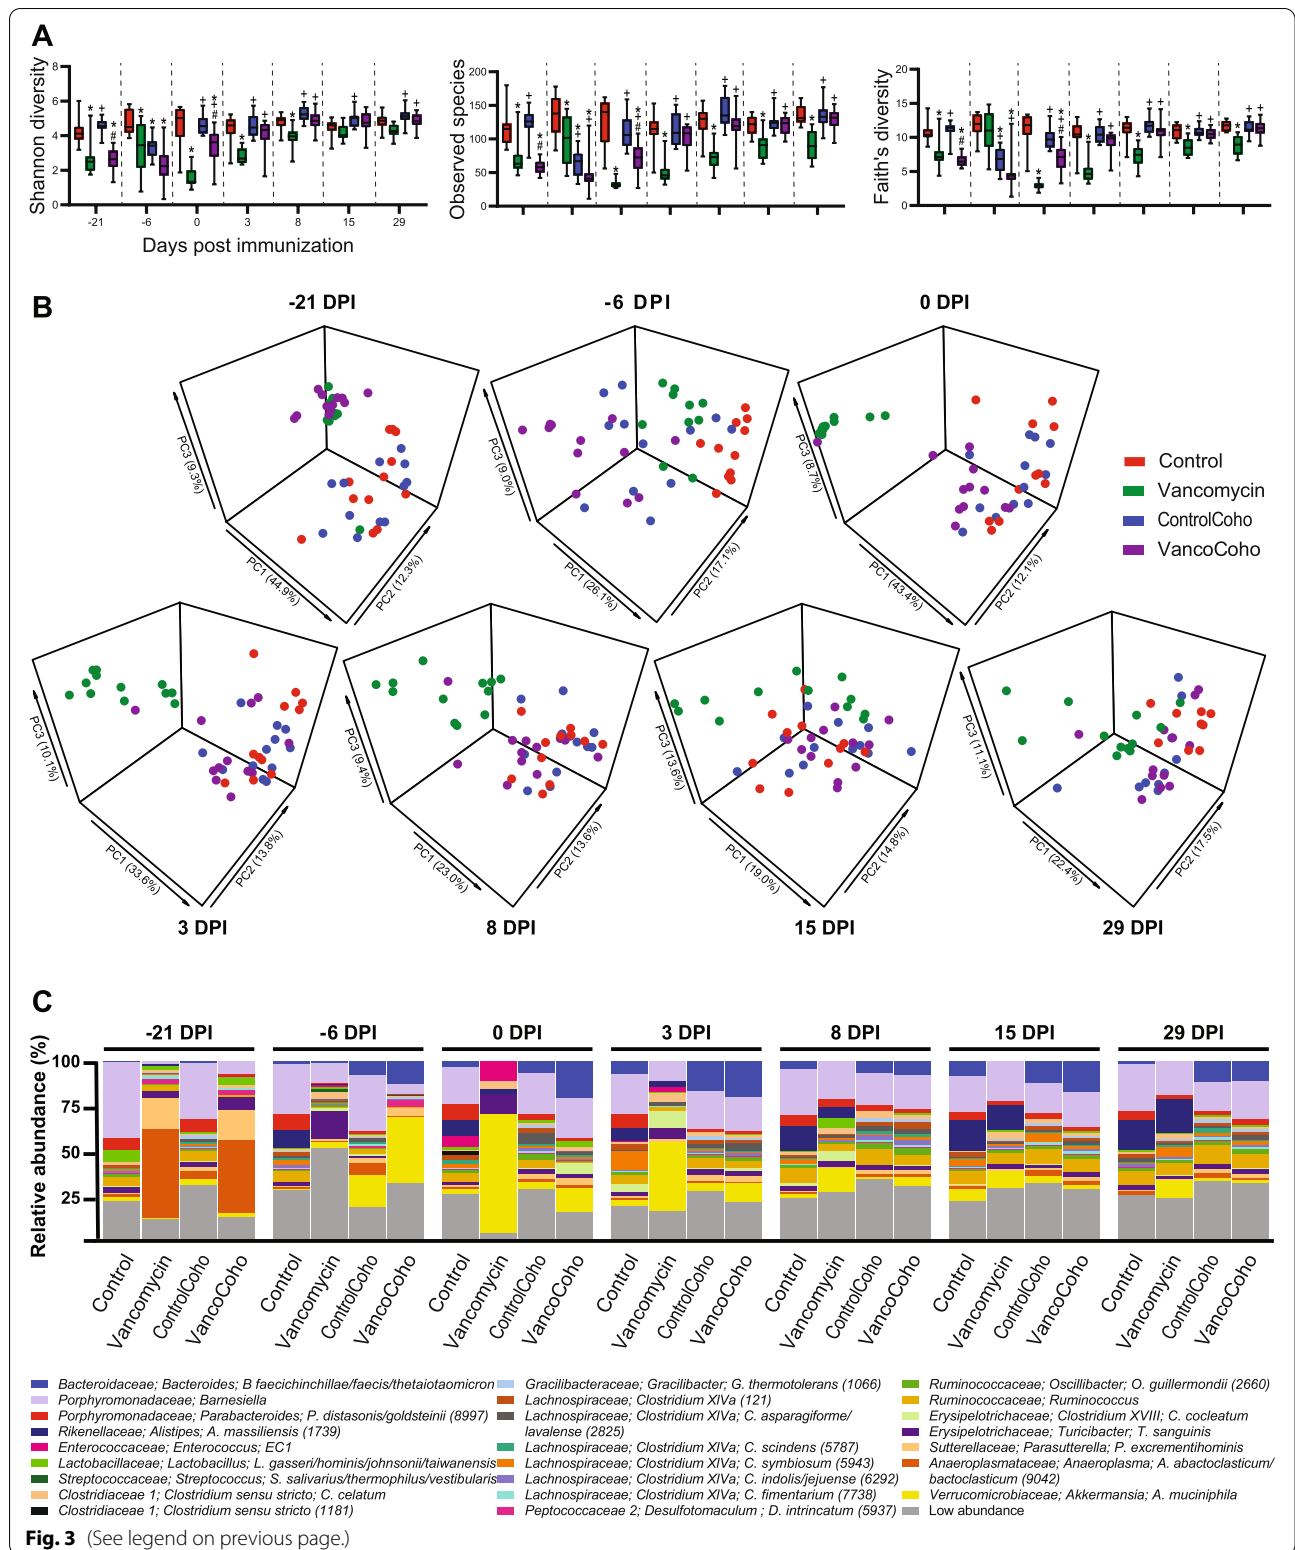 A
Shannon diversity
8
6
4
2
0
-21 -6 0 3 8 15 29
Days post immunization
Observed species
200
150
100
50
0
Faith's diversity
20
15
10
5
0
B
-21 DPI
-6 DPI
0 DPI
PC3 (9.3%)
PC1 (44.9%)
PC2 (12.3%)
PC3 (9.0%)
PC1 (26.1%)
PC2 (17.1%)
PC3 (8.7%)
PC1 (43.4%)
PC2 (12.1%)
Control
Vancomycin
ControlCoho
VancoCoho
PC3 (10.1%)
PC1 (33.6%)
PC2 (13.8%)
PC3 (9.4%)
PC1 (23.0%)
PC2 (13.6%)
PC3 (13.6%)
PC1 (19.0%)
PC2 (14.8%)
PC3 (11.1%)
PC1 (22.4%)
PC2 (17.5%)
3 DPI
8 DPI
15 DPI
29 DPI
C
-21 DPI -6 DPI 0 DPI 3 DPI 8 DPI 15 DPI 29 DPI
Relative abundance (%)
100
75
50
25
Control Vancomycin ControlCoho VancoCoho
Control Vancomycin ControlCoho VancoCoho
Control Vancomycin ControlCoho VancoCoho
Control Vancomycin ControlCoho VancoCoho
Control Vancomycin ControlCoho VancoCoho
Control Vancomycin ControlCoho VancoCoho
Control Vancomycin ControlCoho VancoCoho
Bacteroidaceae; Bacteroides; B faecichinchillae/faecis/thetaiotaomicron
Porphyromonadaceae; Barnesiella
Porphyromonadaceae; Parabacteroides; P. distasonis/goldsteinii (8997)
Rikenellaceae; Alistipes; A. massiliensis (1739)
Enterococcaceae; Enterococcus; EC1
Lactobacillaceae; Lactobacillus; L. gasseri/hominis/johnsonii/taiwanensis
Streptococcaceae; Streptococcus; S. salivarius/thermophilus/vestibularis
Clostridiaceae 1; Clostridium sensu stricto; C. celatum
Clostridiaceae 1; Clostridium sensu stricto (1181)
Gracilibacteraceae; Gracilibacter; G. thermotolerans (1066)
Lachnospiraceae; Clostridium XIVa (121)
Lachnospiraceae; Clostridium XIVa; C. asparagiforme/
lavalense (2825)
Lachnospiraceae; Clostridium XIVa; C. scindens (5787)
Lachnospiraceae; Clostridium XIVa; C. symbiosum (5943)
Lachnospiraceae; Clostridium XIVa; C. indolis/jejuense (6292)
Lachnospiraceae; Clostridium XIVa; C. fimentarium (7738)
Peptococcaceae 2; Desulfotomaculum ; D. intricatum (5937)
Ruminococcaceae; Oscillibacter; O. guillermondii (2660)
Ruminococcaceae; Ruminococcus
Erysipelotrichaceae; Clostridium XVIII; C. cocleatum
Erysipelotrichaceae; Turicibacter; T. sanguinis
Sutterellaceae; Parasutterella; P. excrementihominis
Anaeroplasmataceae; Anaeroplasma; A. abactoclasticum/
bactoclasticum (9042)
Verrucomicrobiaceae; Akkermansia; A. muciniphila
Low abundance
Fig. 3 (See legend on previous page.)